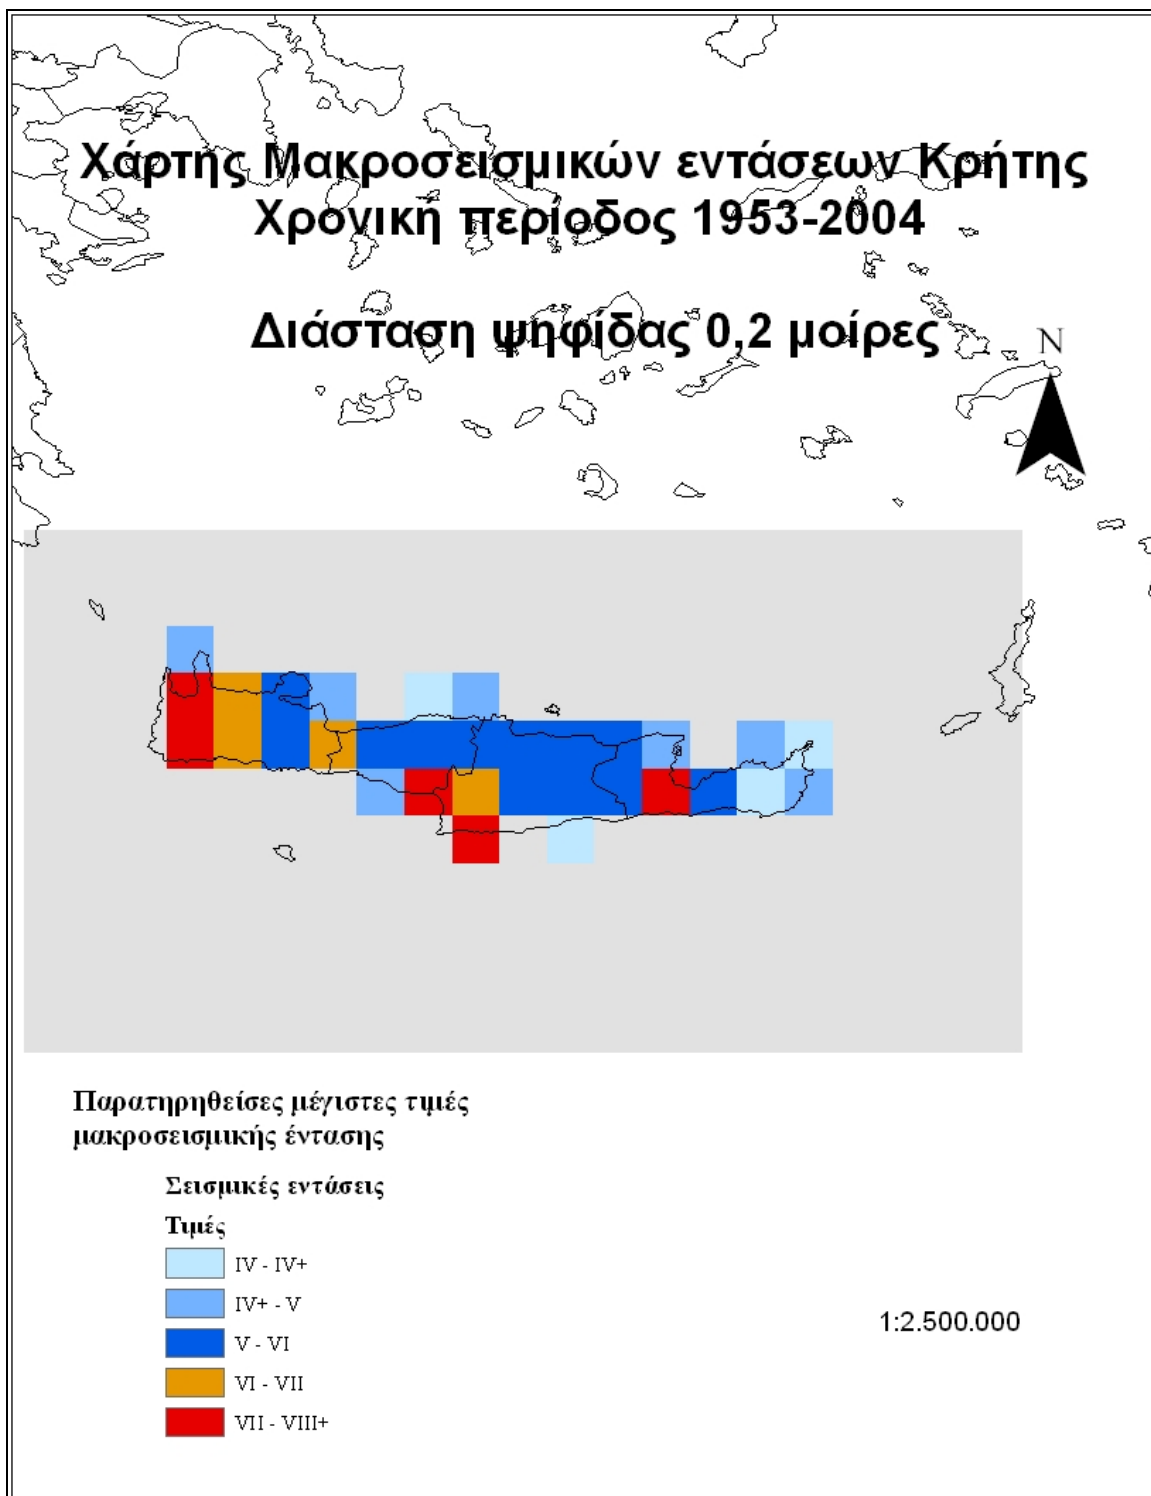 Χάρτης Μακροσεισμικών εντάσεων Κρήτης
Χρονική περίοδος 1953-2004
Διάσταση ψηφίδας 0,2 μοίρες
N
Παρατηρηθείσες μέγιστες τιμές
μακροσεισμικής έντασης
Σεισμικές εντάσεις
Τιμές
IV - IV+
IV+ - V
V - VI
VI - VII
VII - VIII+
1:2.500.000